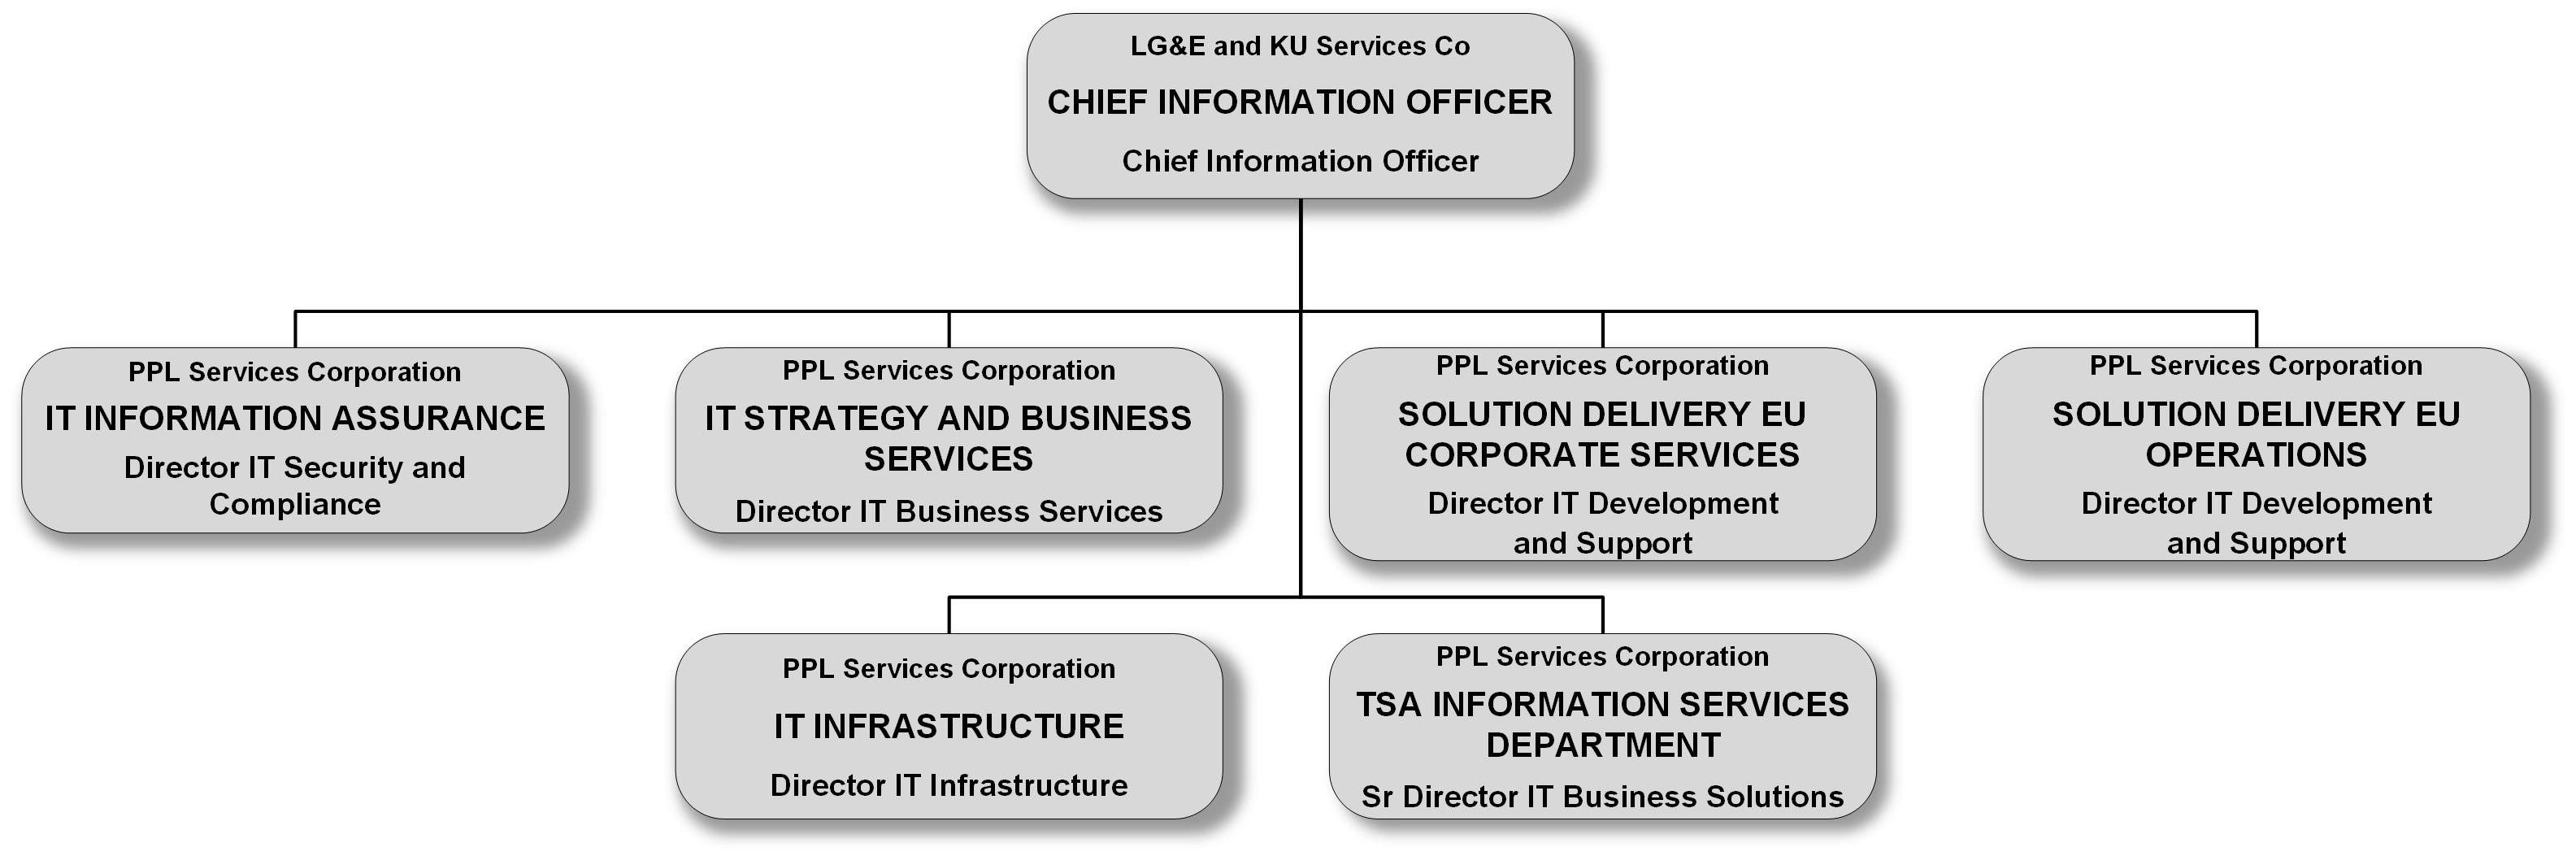 LG&E and KU Services Co
CHIEF INFORMATION OFFICER
Chief Information Officer
PPL Services Corporation
IT INFORMATION ASSURANCE
Director IT Security and
Compliance
PPL Services Corporation
IT STRATEGY AND BUSINESS
SERVICES
Director IT Business Services
PPL Services Corporation
SOLUTION DELIVERY EU
CORPORATE SERVICES
Director IT Development
and Support
PPL Services Corporation
SOLUTION DELIVERY EU
OPERATIONS
Director IT Development
and Support
PPL Services Corporation
IT INFRASTRUCTURE
Director IT Infrastructure
PPL Services Corporation
TSA INFORMATION SERVICES
DEPARTMENT
Sr Director IT Business Solutions